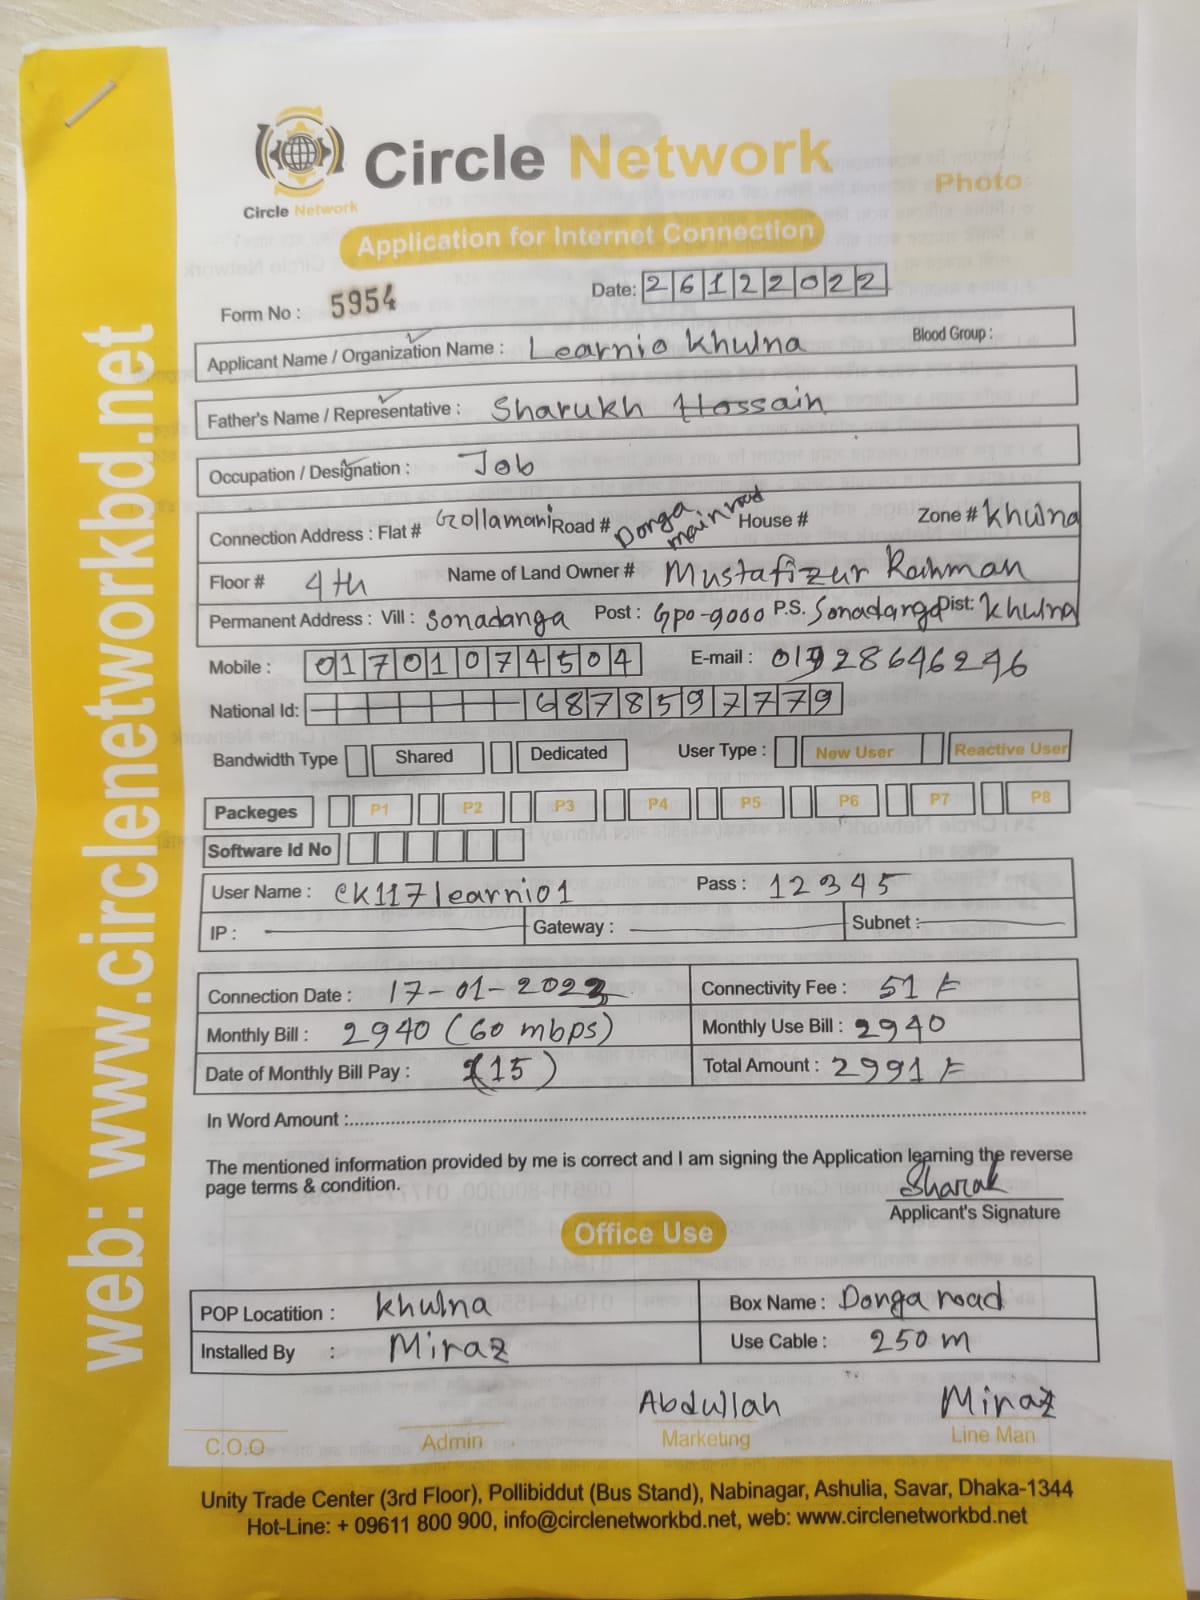 web: www.circlenetworkbd.net
Circle Network
Circle Network
Photo
Application for Internet Connection
Form No : 5954 Date: 26122022
Applicant Name / Organization Name : Learnio Khulna Blood Group :
Father's Name / Representative : Sharukh Hossain
Occupation / Designation : Job
Connection Address : Flat # Gollamani Road # Donga main road House # Zone # Khulna
Floor # 4th Name of Land Owner # Mustafizur Rahman
Permanent Address : Vill : Sonadanga Post : Gpo-9000 P.S. Sonadanga Dist: Khulna
Mobile : 01701074504 E-mail : 01928646246
National Id: 6878597779
Bandwidth Type Shared Dedicated User Type : New User Reactive User
Packeges P1 P2 P3 P4 P5 P6 P7 P8
Software Id No
User Name : ck117learnio1 Pass : 12345
IP : Gateway : Subnet :
Connection Date : 17-01-2023 Connectivity Fee : 51
Monthly Bill : 2940 (60 mbps) Monthly Use Bill : 2940
Date of Monthly Bill Pay : (15) Total Amount : 2991
In Word Amount :
The mentioned information provided by me is correct and I am signing the Application learning the reverse
page terms & condition.
Sharak
Applicant's Signature
Office Use
POP Locatition : Khulna Box Name : Donga road
Installed By : Miraz Use Cable : 250 m
Abdullah Miraz
C.O.O Admin Marketing Line Man
Unity Trade Center (3rd Floor), Pollibiddut (Bus Stand), Nabinagar, Ashulia, Savar, Dhaka-1344
Hot-Line: + 09611 800 900, info@circlenetworkbd.net, web: www.circlenetworkbd.net